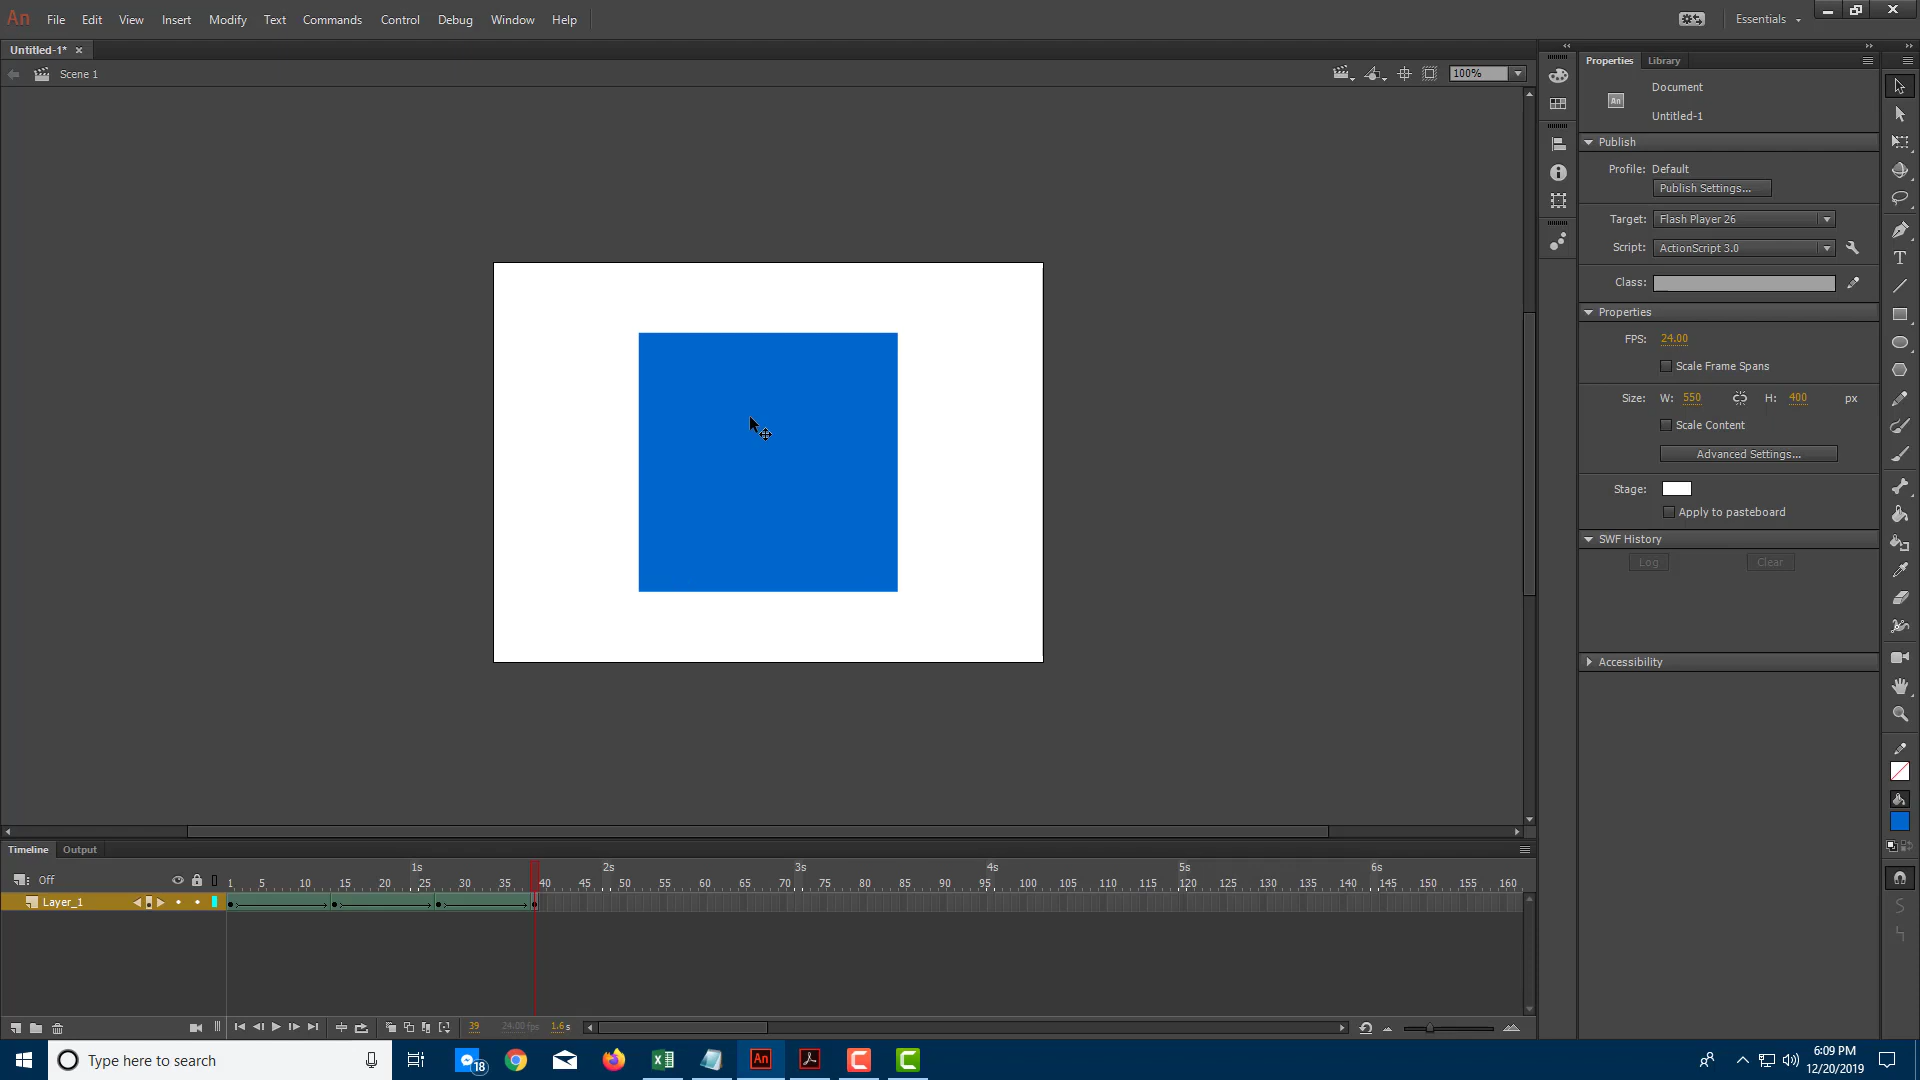 An File Edit View Insert Modify Text Commands Control Debug Window Help Essentials
Untitled-1* ×
Scene 1 100%
Properties Library
Document
An
Untitled-1
Publish
Profile: Default
Publish Settings...
Target: Flash Player 26
Script: ActionScript 3.0
Class:
Properties
FPS: 24.00
Scale Frame Spans
Size: W: 550 H: 400 px
Scale Content
Advanced Settings...
Stage:
Apply to pasteboard
SWF History
Log Clear
Accessibility
Timeline Output
1s 2s 3s 4s 5s 6s
Off 1 5 10 15 20 25 30 35 40 45 50 55 60 65 70 75 80 85 90 95 100 105 110 115 120 125 130 135 140 145 150 155 160
Layer_1
39 24.00 fps 1.6 s
Type here to search 18 An 6:09 PM
12/20/2019